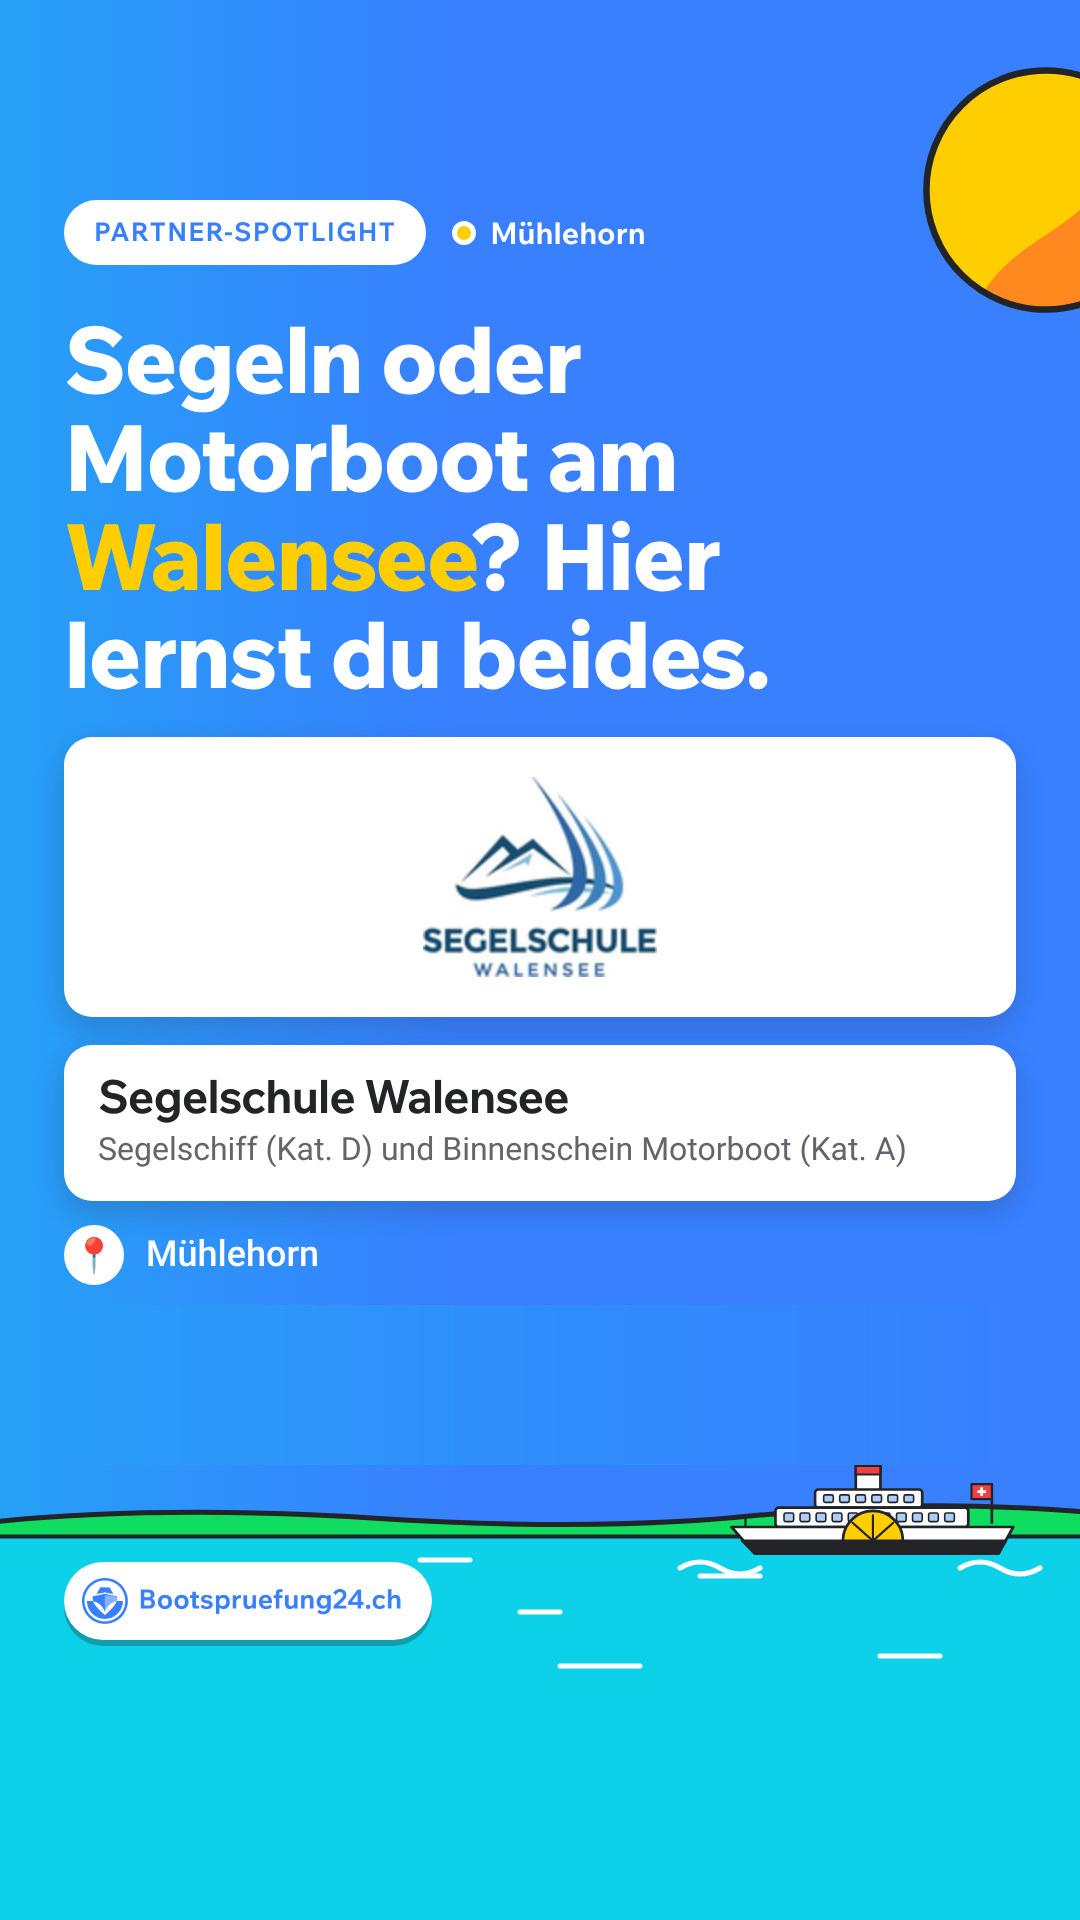 PARTNER-SPOTLIGHT
Mühlehorn
Segeln oder
Motorboot am
Walensee? Hier
lernst du beides.
SEGELSCHULE
WALENSEE
Segelschule Walensee
Segelschiff (Kat. D) und Binnenschein Motorboot (Kat. A)
Mühlehorn
Bootspruefung24.ch